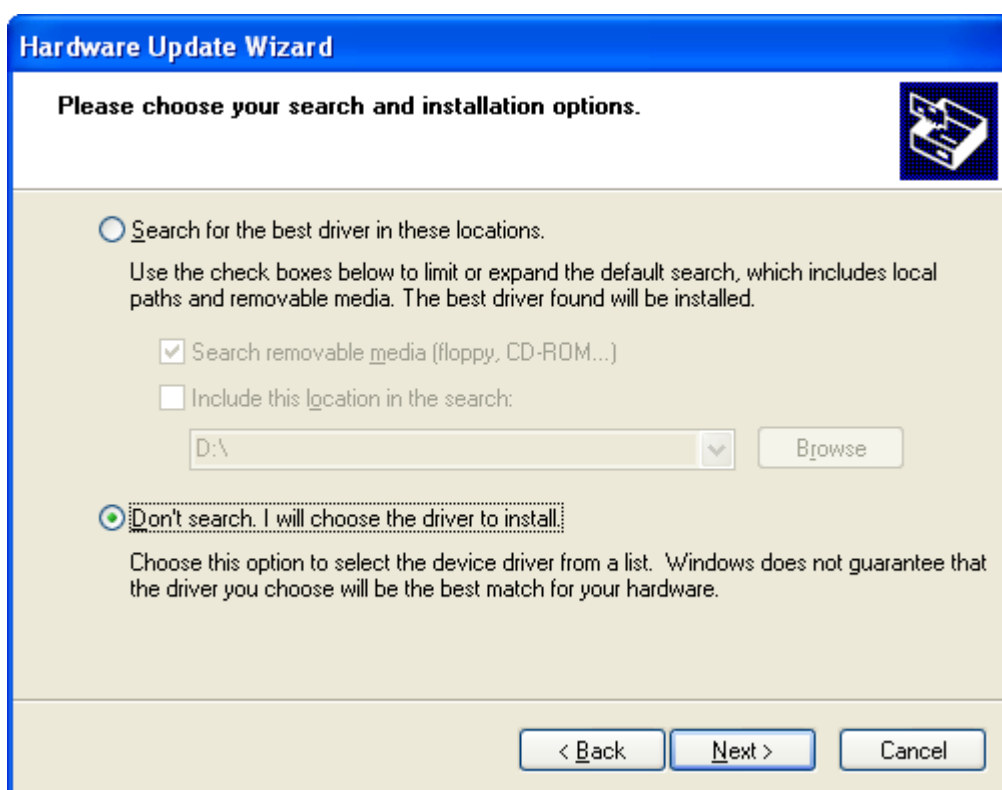 Hardware Update Wizard
Please choose your search and installation options.
Search for the best driver in these locations.
Use the check boxes below to limit or expand the default search, which includes local
paths and removable media. The best driver found will be installed.
Search removable media (floppy, CD-ROM...)
Include this location in the search:
D:\
Browse
Don't search. I will choose the driver to install.
Choose this option to select the device driver from a list.  Windows does not guarantee that
the driver you choose will be the best match for your hardware.
< Back Next > Cancel